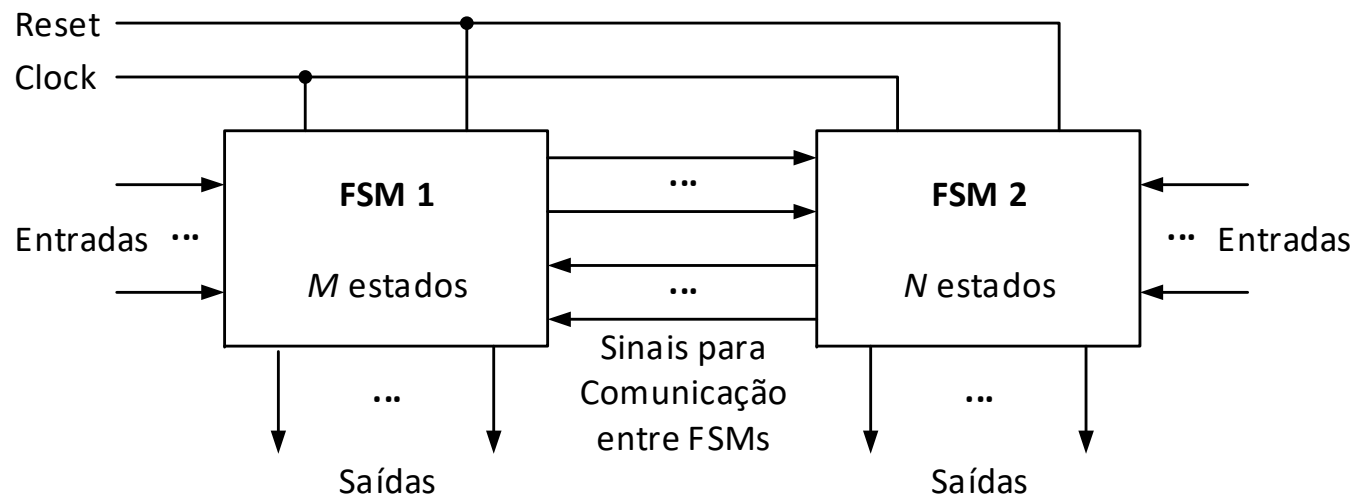 Reset
Clock
FSM 1
...
FSM 2
Entradas ...
... Entradas
M estados
...
N estados
Sinais para
Comunicação
entre FSMs
...
...
Saídas
Saídas